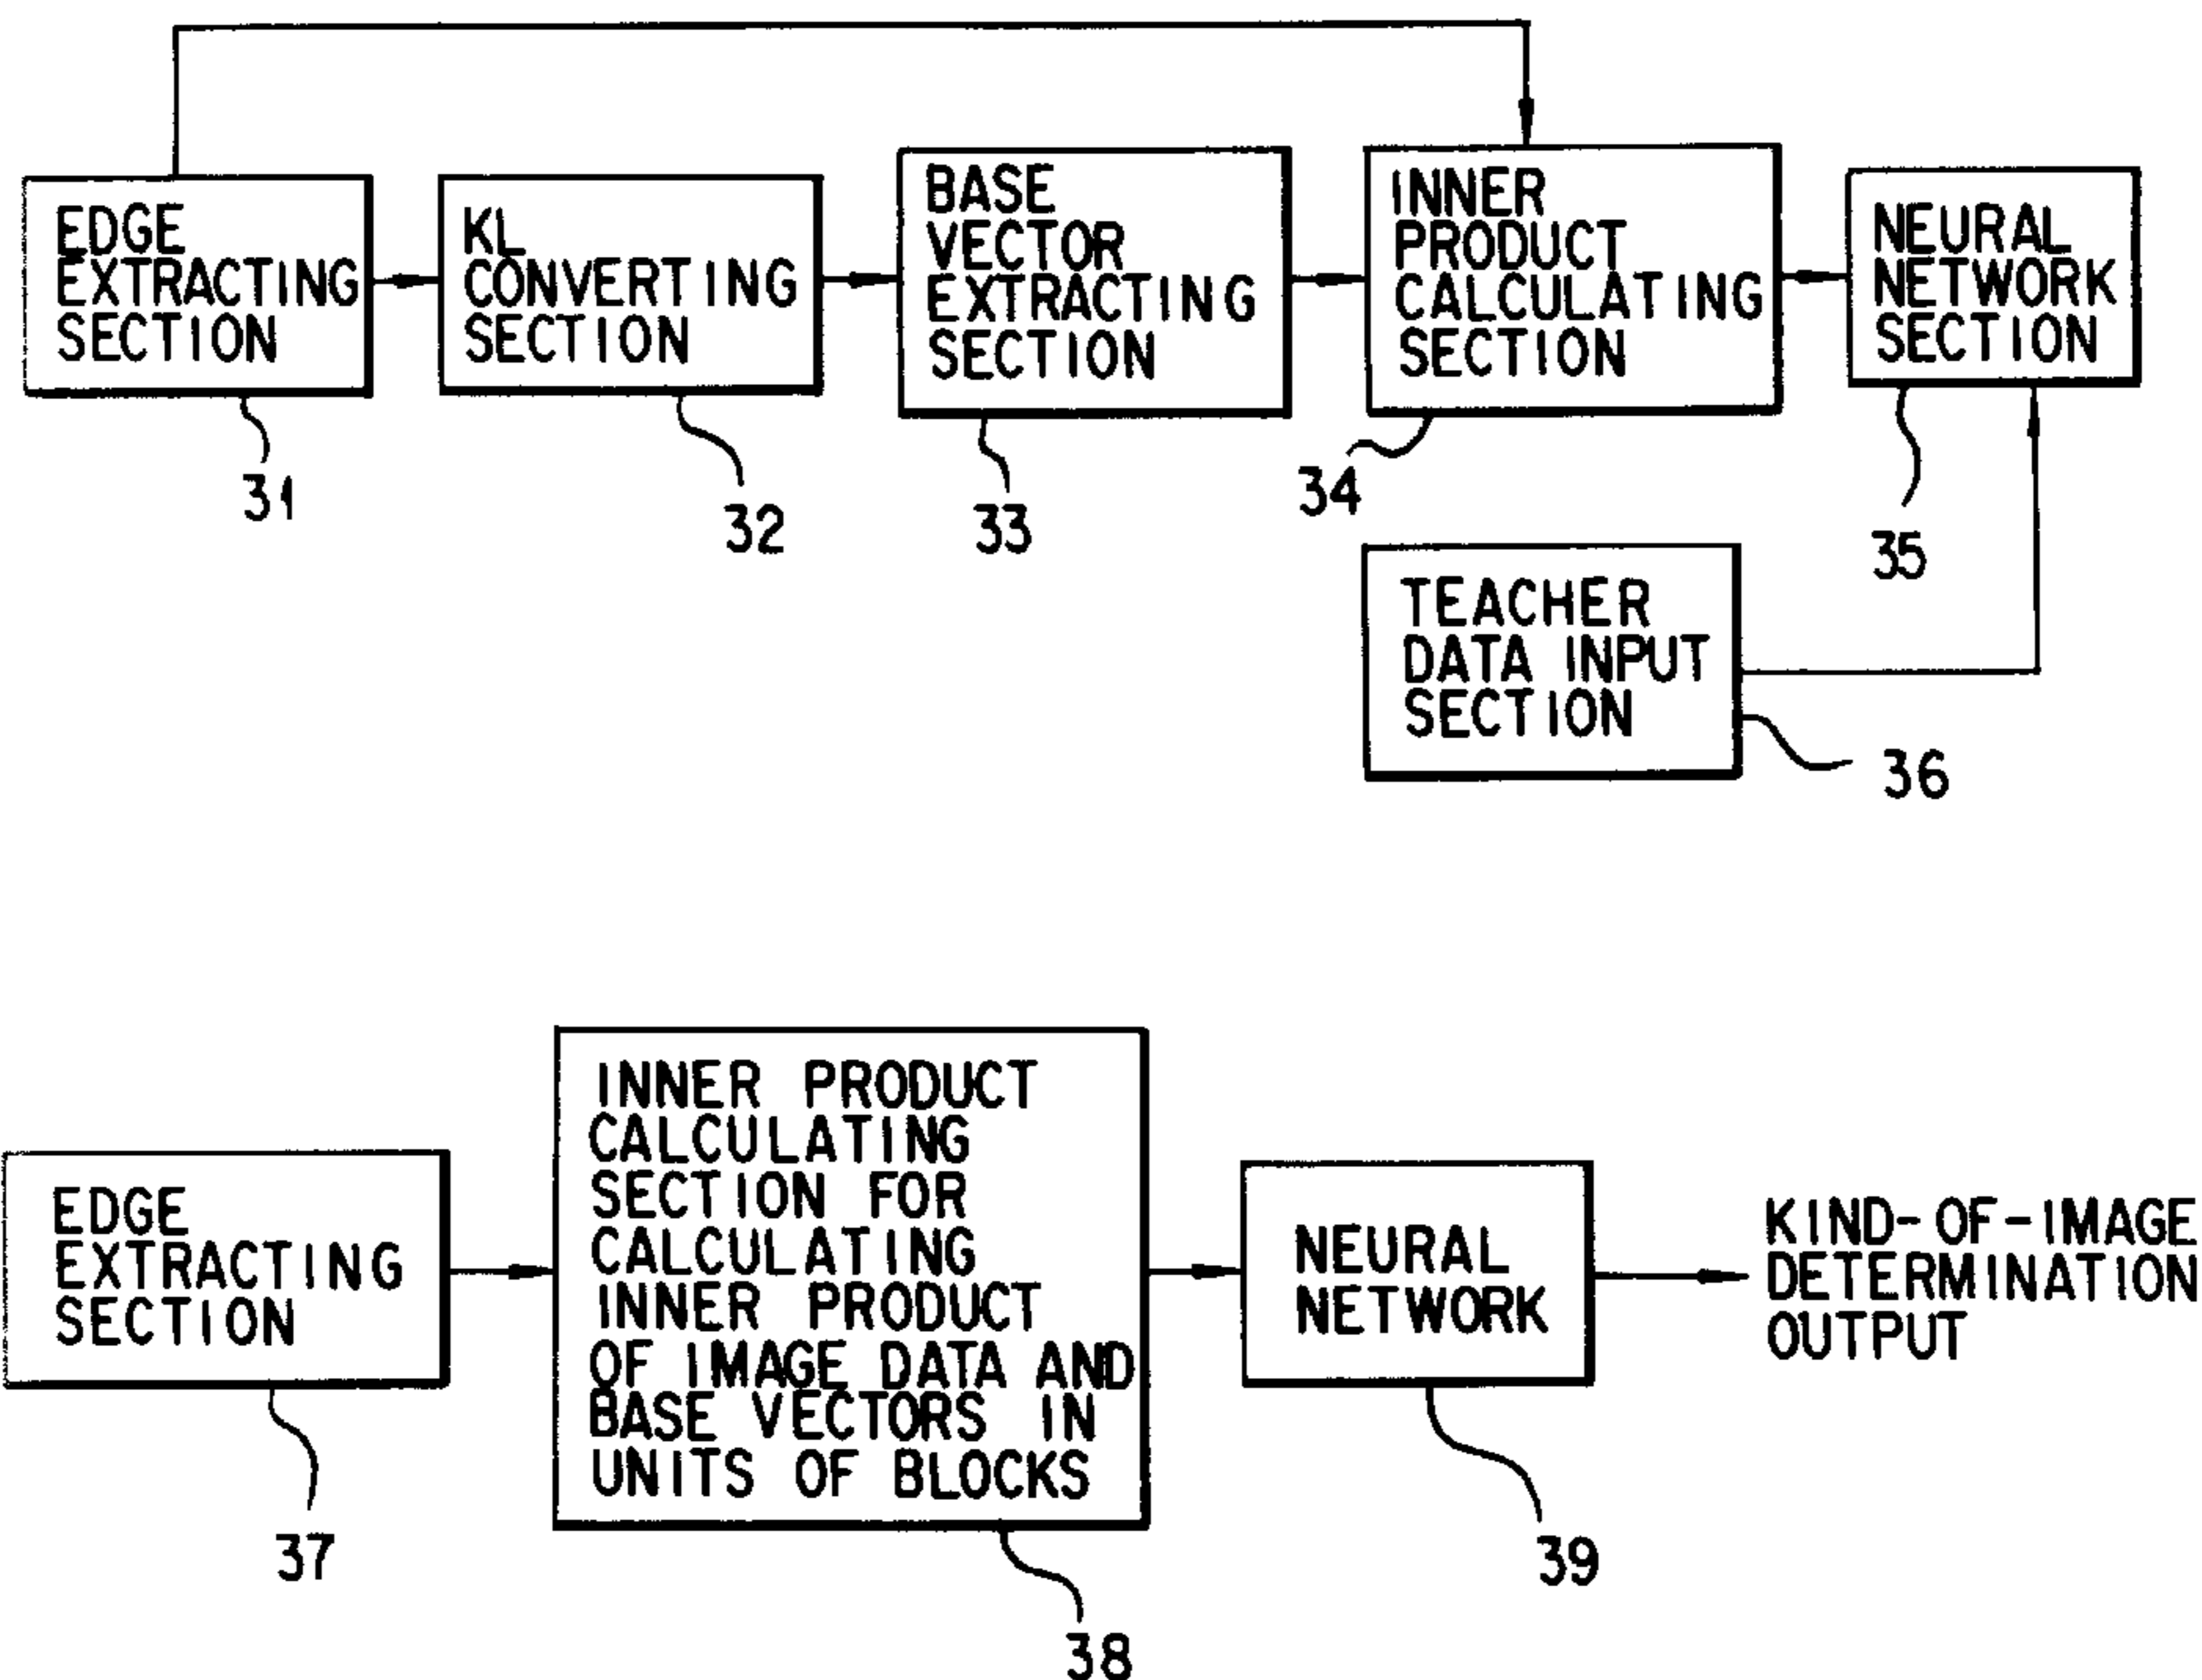 EDGE
EXTRACTING
SECTION
31
KL
CONVERTING
SECTION
32
BASE
VECTOR
EXTRACTING
SECTION
33
INNER
PRODUCT
CALCULATING
SECTION
34
NEURAL
NETWORK
SECTION
35
TEACHER
DATA INPUT
SECTION
36
EDGE
EXTRACTING
SECTION
37
INNER PRODUCT
CALCULATING
SECTION FOR
CALCULATING
INNER PRODUCT
OF IMAGE DATA AND
BASE VECTORS IN
UNITS OF BLOCKS
38
NEURAL
NETWORK
39
KIND-OF-IMAGE
DETERMINATION
OUTPUT